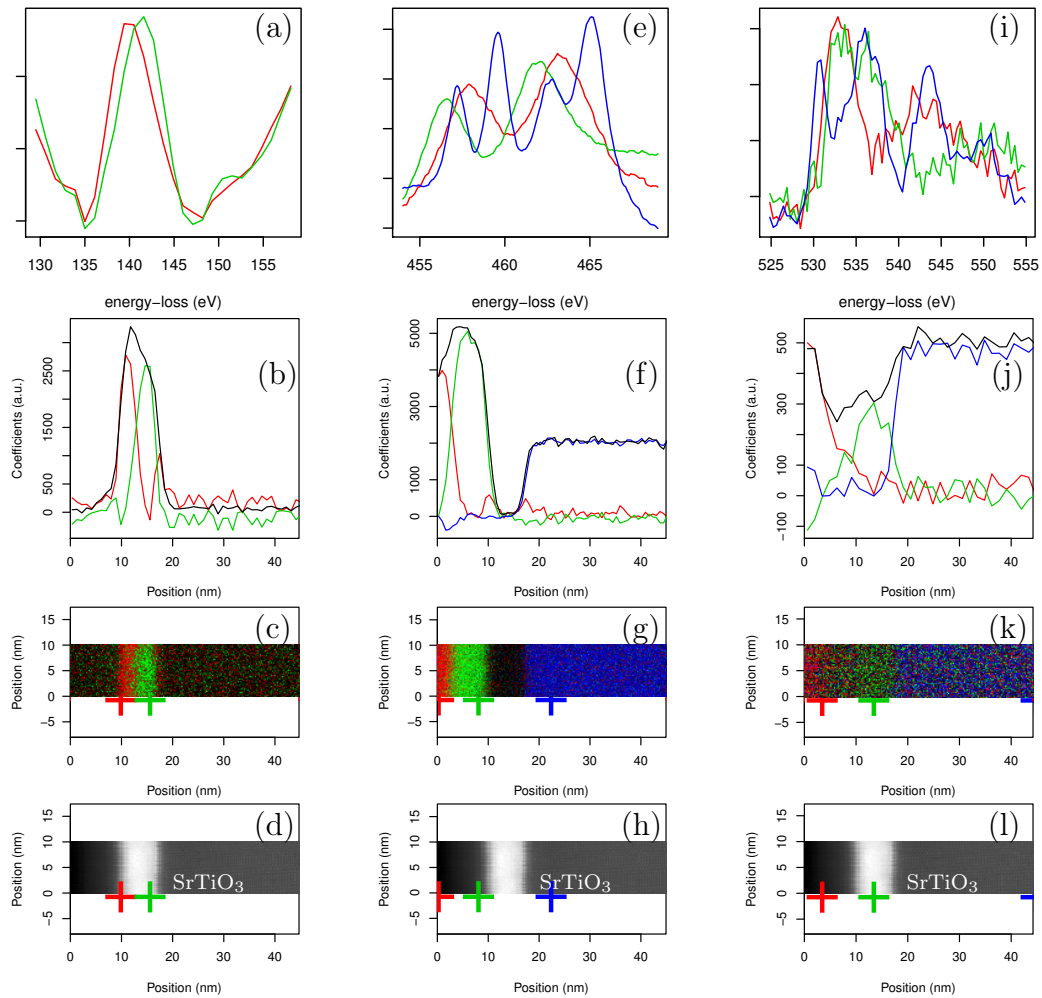 (a) (e) (i)
130 135 140 145 150 155 455 460 465 525 530 535 540 545 550 555
energy−loss (eV) energy−loss (eV) energy−loss (eV)
(b) (f) (j)
Coefficients (a.u.) Coefficients (a.u.) Coefficients (a.u.)
2500 5000 500
1500 3000 300
500 1000 100
0 0 0
−100
0 10 20 30 40 0 10 20 30 40 0 10 20 30 40
Position (nm) Position (nm) Position (nm)
(c) (g) (k)
Position (nm) Position (nm) Position (nm)
15 15 15
10 10 10
5 5 5
0 0 0
−5 −5 −5
0 10 20 30 40 0 10 20 30 40 0 10 20 30 40
Position (nm) Position (nm) Position (nm)
(d) (h) (l)
Position (nm) Position (nm) Position (nm)
15 15 15
10 10 10
5 5 5
0 0 0
−5 −5 −5
SrTiO₃ SrTiO₃ SrTiO₃
0 10 20 30 40 0 10 20 30 40 0 10 20 30 40
Position (nm) Position (nm) Position (nm)